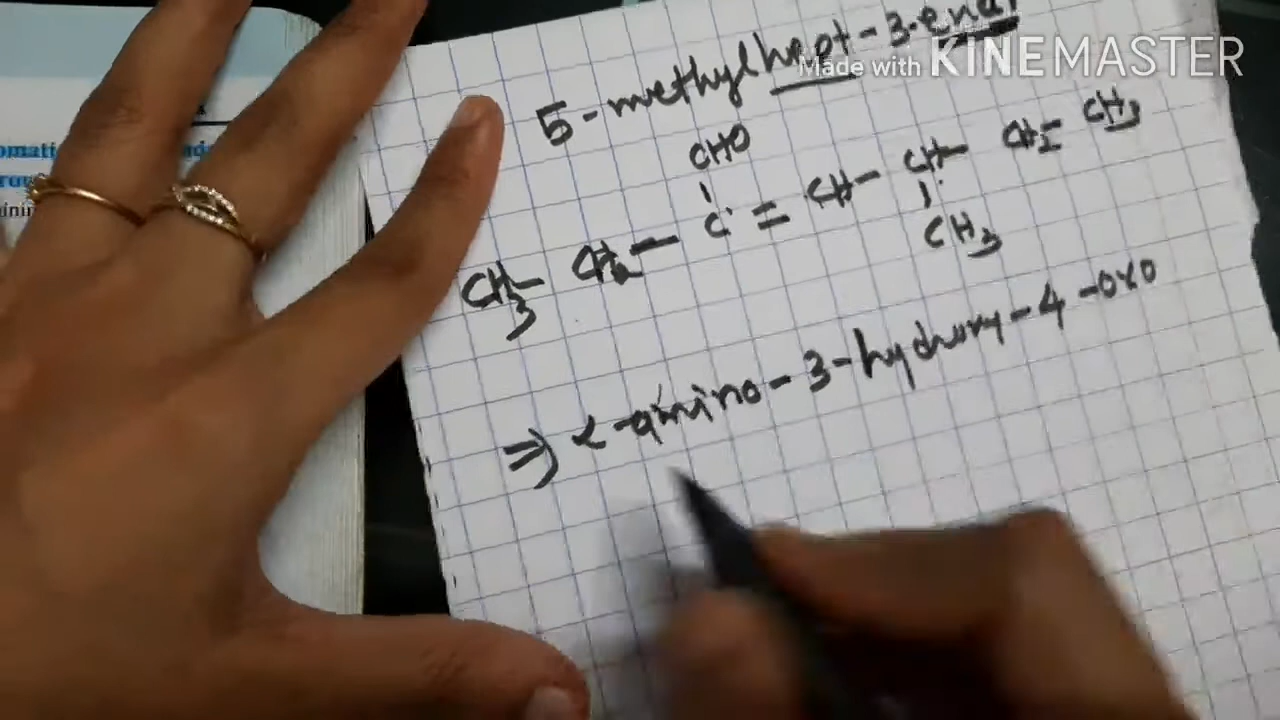 Made with KINEMASTER
5-methylhept-3-enal
CHO
CH3- CH2- C = CH- CH- CH2- CH3
CH3
⇒ 2-amino-3-hydroxy-4-oxo